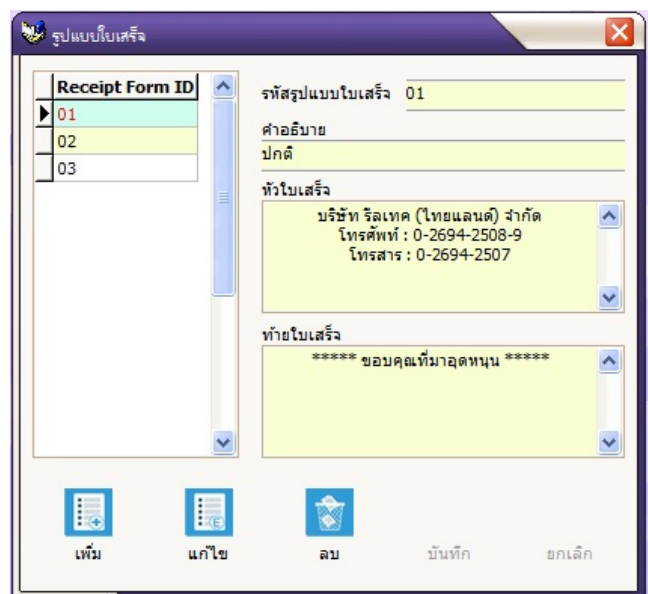 รูปแบบใบเสร็จ
Receipt Form ID
01
02
03
รหัสรูปแบบใบเสร็จ 01
คำอธิบาย
ปกติ
หัวใบเสร็จ
บริษัท รีลเทค (ไทยแลนด์) จำกัด
โทรศัพท์ : 0-2694-2508-9
โทรสาร : 0-2694-2507
ท้ายใบเสร็จ
***** ขอบคุณที่มาอุดหนุน *****
เพิ่ม แก้ไข ลบ บันทึก ยกเลิก